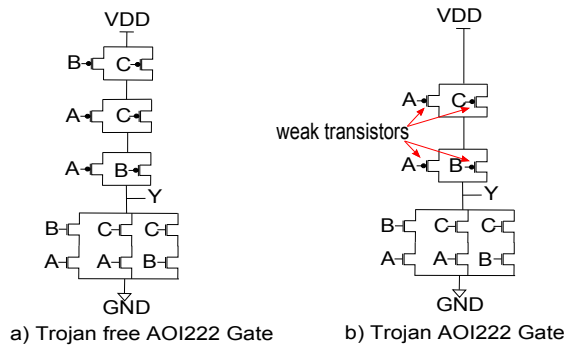 VDD
B
C
A
C
A
B
Y
B
C
C
A
A
B
GND
a) Trojan free AOI222 Gate
VDD
A
C
weak transistors
A
B
Y
B
C
C
A
A
B
GND
b) Trojan AOI222 Gate